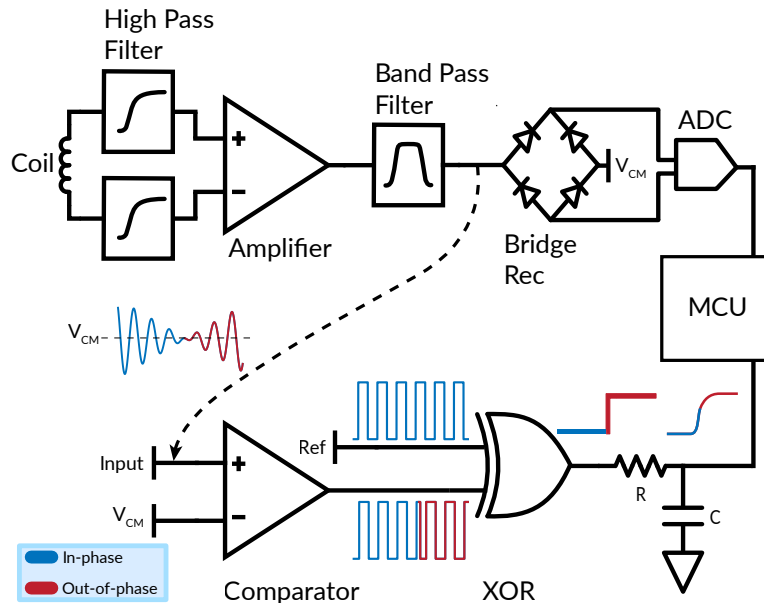 High Pass
Filter
Band Pass
Filter
ADC
+
Coil
V_CM
−
Amplifier
Bridge
Rec
MCU
V_CM
Ref
Input
+
R
C
V_CM
−
In-phase
Out-of-phase
Comparator
XOR